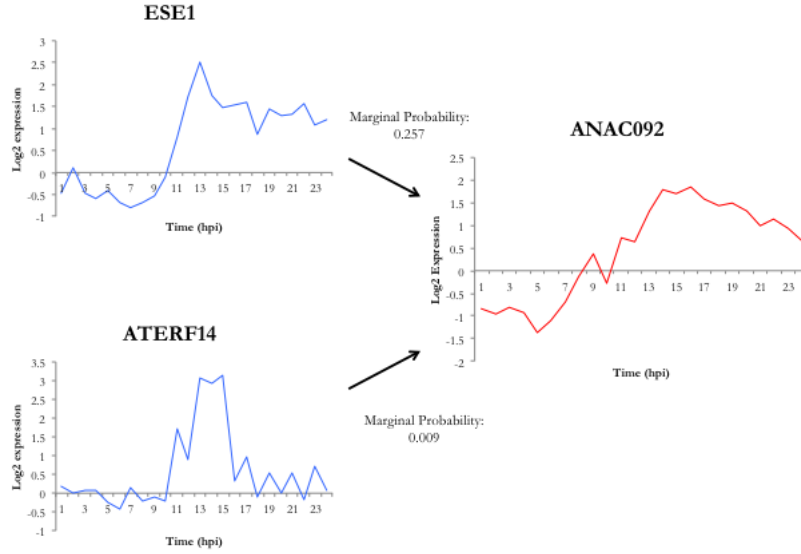 ESE1
3
2.5
2
1.5
1
0.5
0
-0.5
-1
Log2 expression
1 3 5 7 9 11 13 15 17 19 21 23
Time (hpi)
Marginal Probability:
0.257
ANAC092
2.5
2
1.5
1
0.5
0
-0.5
-1
-1.5
-2
Log2 Expression
1 3 5 7 9 11 13 15 17 19 21 23
Time (hpi)
ATERF14
3.5
3
2.5
2
1.5
1
0.5
0
-0.5
-1
Log2 expression
1 3 5 7 9 11 13 15 17 19 21 23
Time (hpi)
Marginal Probability:
0.009